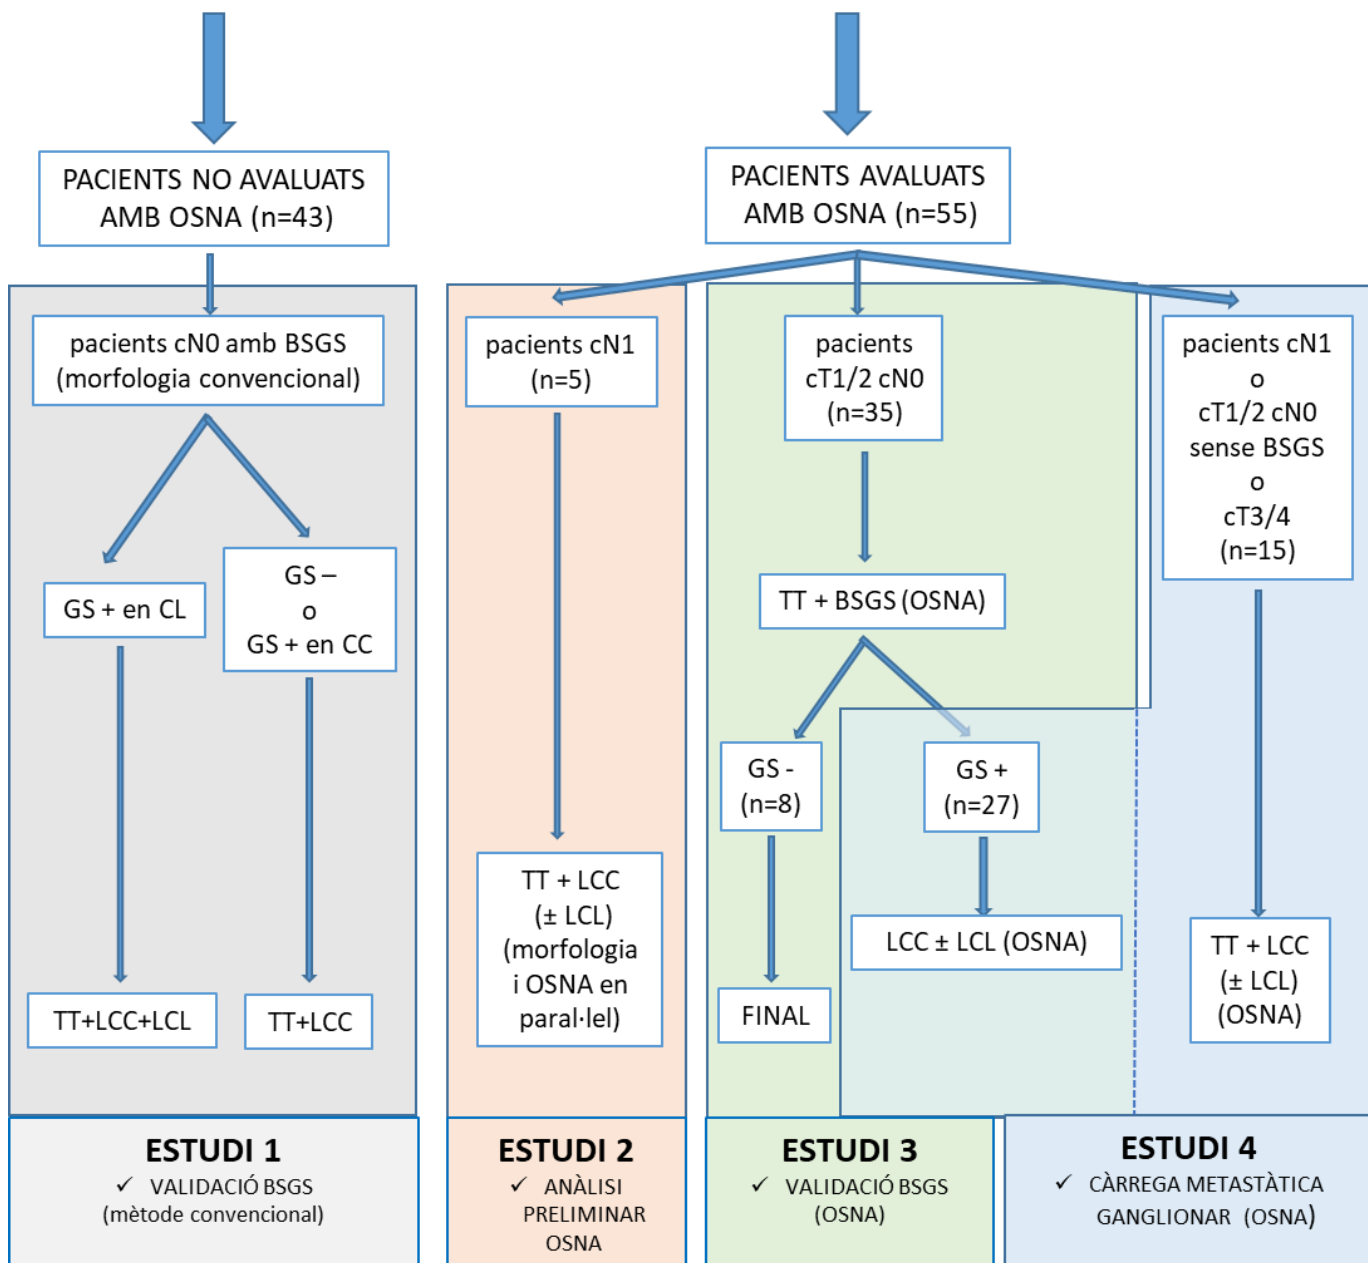 PACIENTS NO AVALUATS
AMB OSNA (n=43)
PACIENTS AVALUATS
AMB OSNA (n=55)
pacients cN0 amb BSGS
(morfologia convencional)
GS + en CL
GS –
o
GS + en CC
TT+LCC+LCL
TT+LCC
pacients cN1
(n=5)
TT + LCC
(± LCL)
(morfologia
i OSNA en
paral·lel)
pacients
cT1/2 cN0
(n=35)
TT + BSGS (OSNA)
GS -
(n=8)
GS +
(n=27)
FINAL
LCC ± LCL (OSNA)
pacients cN1
o
cT1/2 cN0
sense BSGS
o
cT3/4
(n=15)
TT + LCC
(± LCL)
(OSNA)
ESTUDI 1
✓ VALIDACIÓ BSGS
(mètode convencional)
ESTUDI 2
✓ ANÀLISI
PRELIMINAR
OSNA
ESTUDI 3
✓ VALIDACIÓ BSGS
(OSNA)
ESTUDI 4
✓ CÀRREGA METASTÀTICA
GANGLIONAR (OSNA)